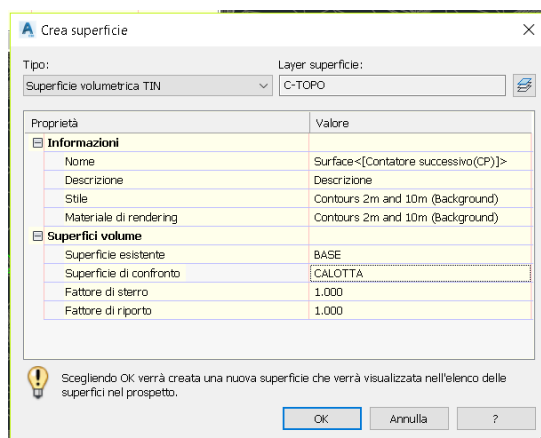 Crea superficie
Tipo: Layer superficie:
Superficie volumetrica TIN C-TOPO
Proprietà Valore
Informazioni
Nome Surface<[Contatore successivo(CP)]>
Descrizione Descrizione
Stile Contours 2m and 10m (Background)
Materiale di rendering Contours 2m and 10m (Background)
Superfici volume
Superficie esistente BASE
Superficie di confronto CALOTTA
Fattore di sterro 1.000
Fattore di riporto 1.000
Scegliendo OK verrà creata una nuova superficie che verrà visualizzata nell'elenco delle
superfici nel prospetto.
OK Annulla ?